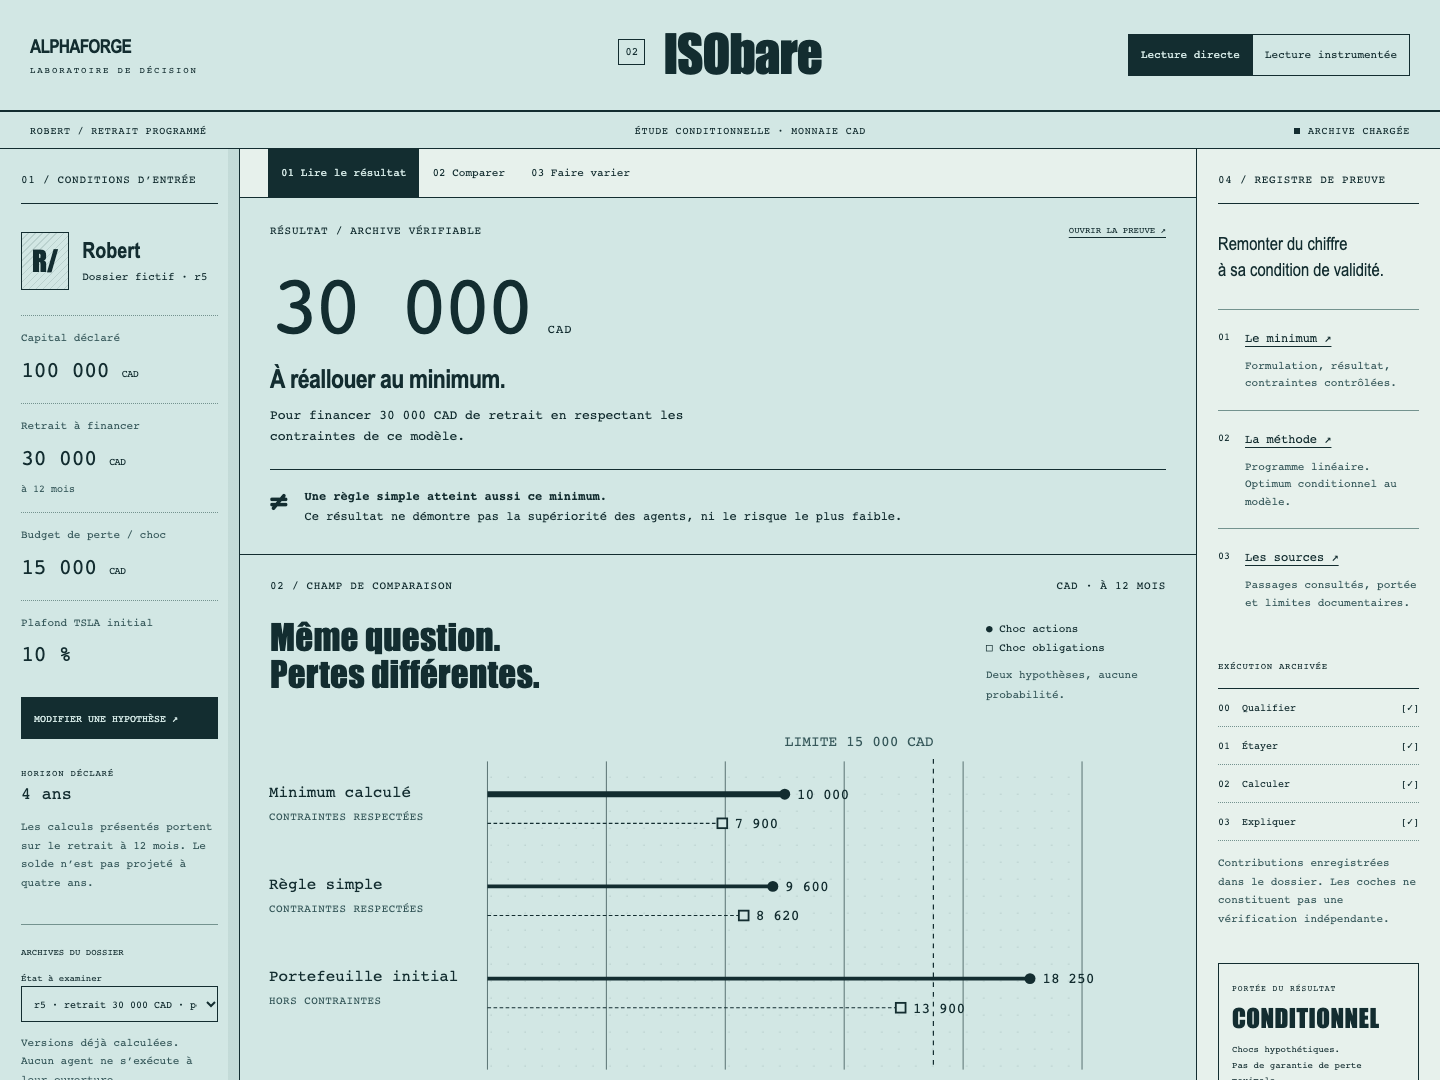 ALPHAFORGE
LABORATOIRE DE DÉCISION
02
ISObare
Lecture directe
Lecture instrumentée
ROBERT / RETRAIT PROGRAMMÉ
ÉTUDE CONDITIONNELLE · MONNAIE CAD
■ ARCHIVE CHARGÉE
01 / CONDITIONS D’ENTRÉE
R/
Robert
Dossier fictif · r5
Capital déclaré
100 000 CAD
Retrait à financer
30 000 CAD
à 12 mois
Budget de perte / choc
15 000 CAD
Plafond TSLA initial
10 %
MODIFIER UNE HYPOTHÈSE ↗
HORIZON DÉCLARÉ
4 ans
Les calculs présentés portent
sur le retrait à 12 mois. Le
solde n’est pas projeté à
quatre ans.
ARCHIVES DU DOSSIER
État à examiner
r5 · retrait 30 000 CAD · p
Versions déjà calculées.
Aucun agent ne s’exécute à
leur ouverture.
01 Lire le résultat
02 Comparer
03 Faire varier
RÉSULTAT / ARCHIVE VÉRIFIABLE
OUVRIR LA PREUVE ↗
30 000 CAD
À réallouer au minimum.
Pour financer 30 000 CAD de retrait en respectant les
contraintes de ce modèle.
≠
Une règle simple atteint aussi ce minimum.
Ce résultat ne démontre pas la supériorité des agents, ni le risque le plus faible.
02 / CHAMP DE COMPARAISON
CAD · À 12 MOIS
Même question.
Pertes différentes.
● Choc actions
□ Choc obligations
Deux hypothèses, aucune
probabilité.
LIMITE 15 000 CAD
Minimum calculé
CONTRAINTES RESPECTÉES
10 000
7 900
Règle simple
CONTRAINTES RESPECTÉES
9 600
8 620
Portefeuille initial
HORS CONTRAINTES
18 250
13 900
04 / REGISTRE DE PREUVE
Remonter du chiffre
à sa condition de validité.
01 Le minimum ↗
Formulation, résultat,
contraintes contrôlées.
02 La méthode ↗
Programme linéaire.
Optimum conditionnel au
modèle.
03 Les sources ↗
Passages consultés, portée
et limites documentaires.
EXÉCUTION ARCHIVÉE
00 Qualifier [✓]
01 Étayer [✓]
02 Calculer [✓]
03 Expliquer [✓]
Contributions enregistrées
dans le dossier. Les coches ne
constituent pas une
vérification indépendante.
PORTÉE DU RÉSULTAT
CONDITIONNEL
Chocs hypothétiques.
Pas de garantie de perte